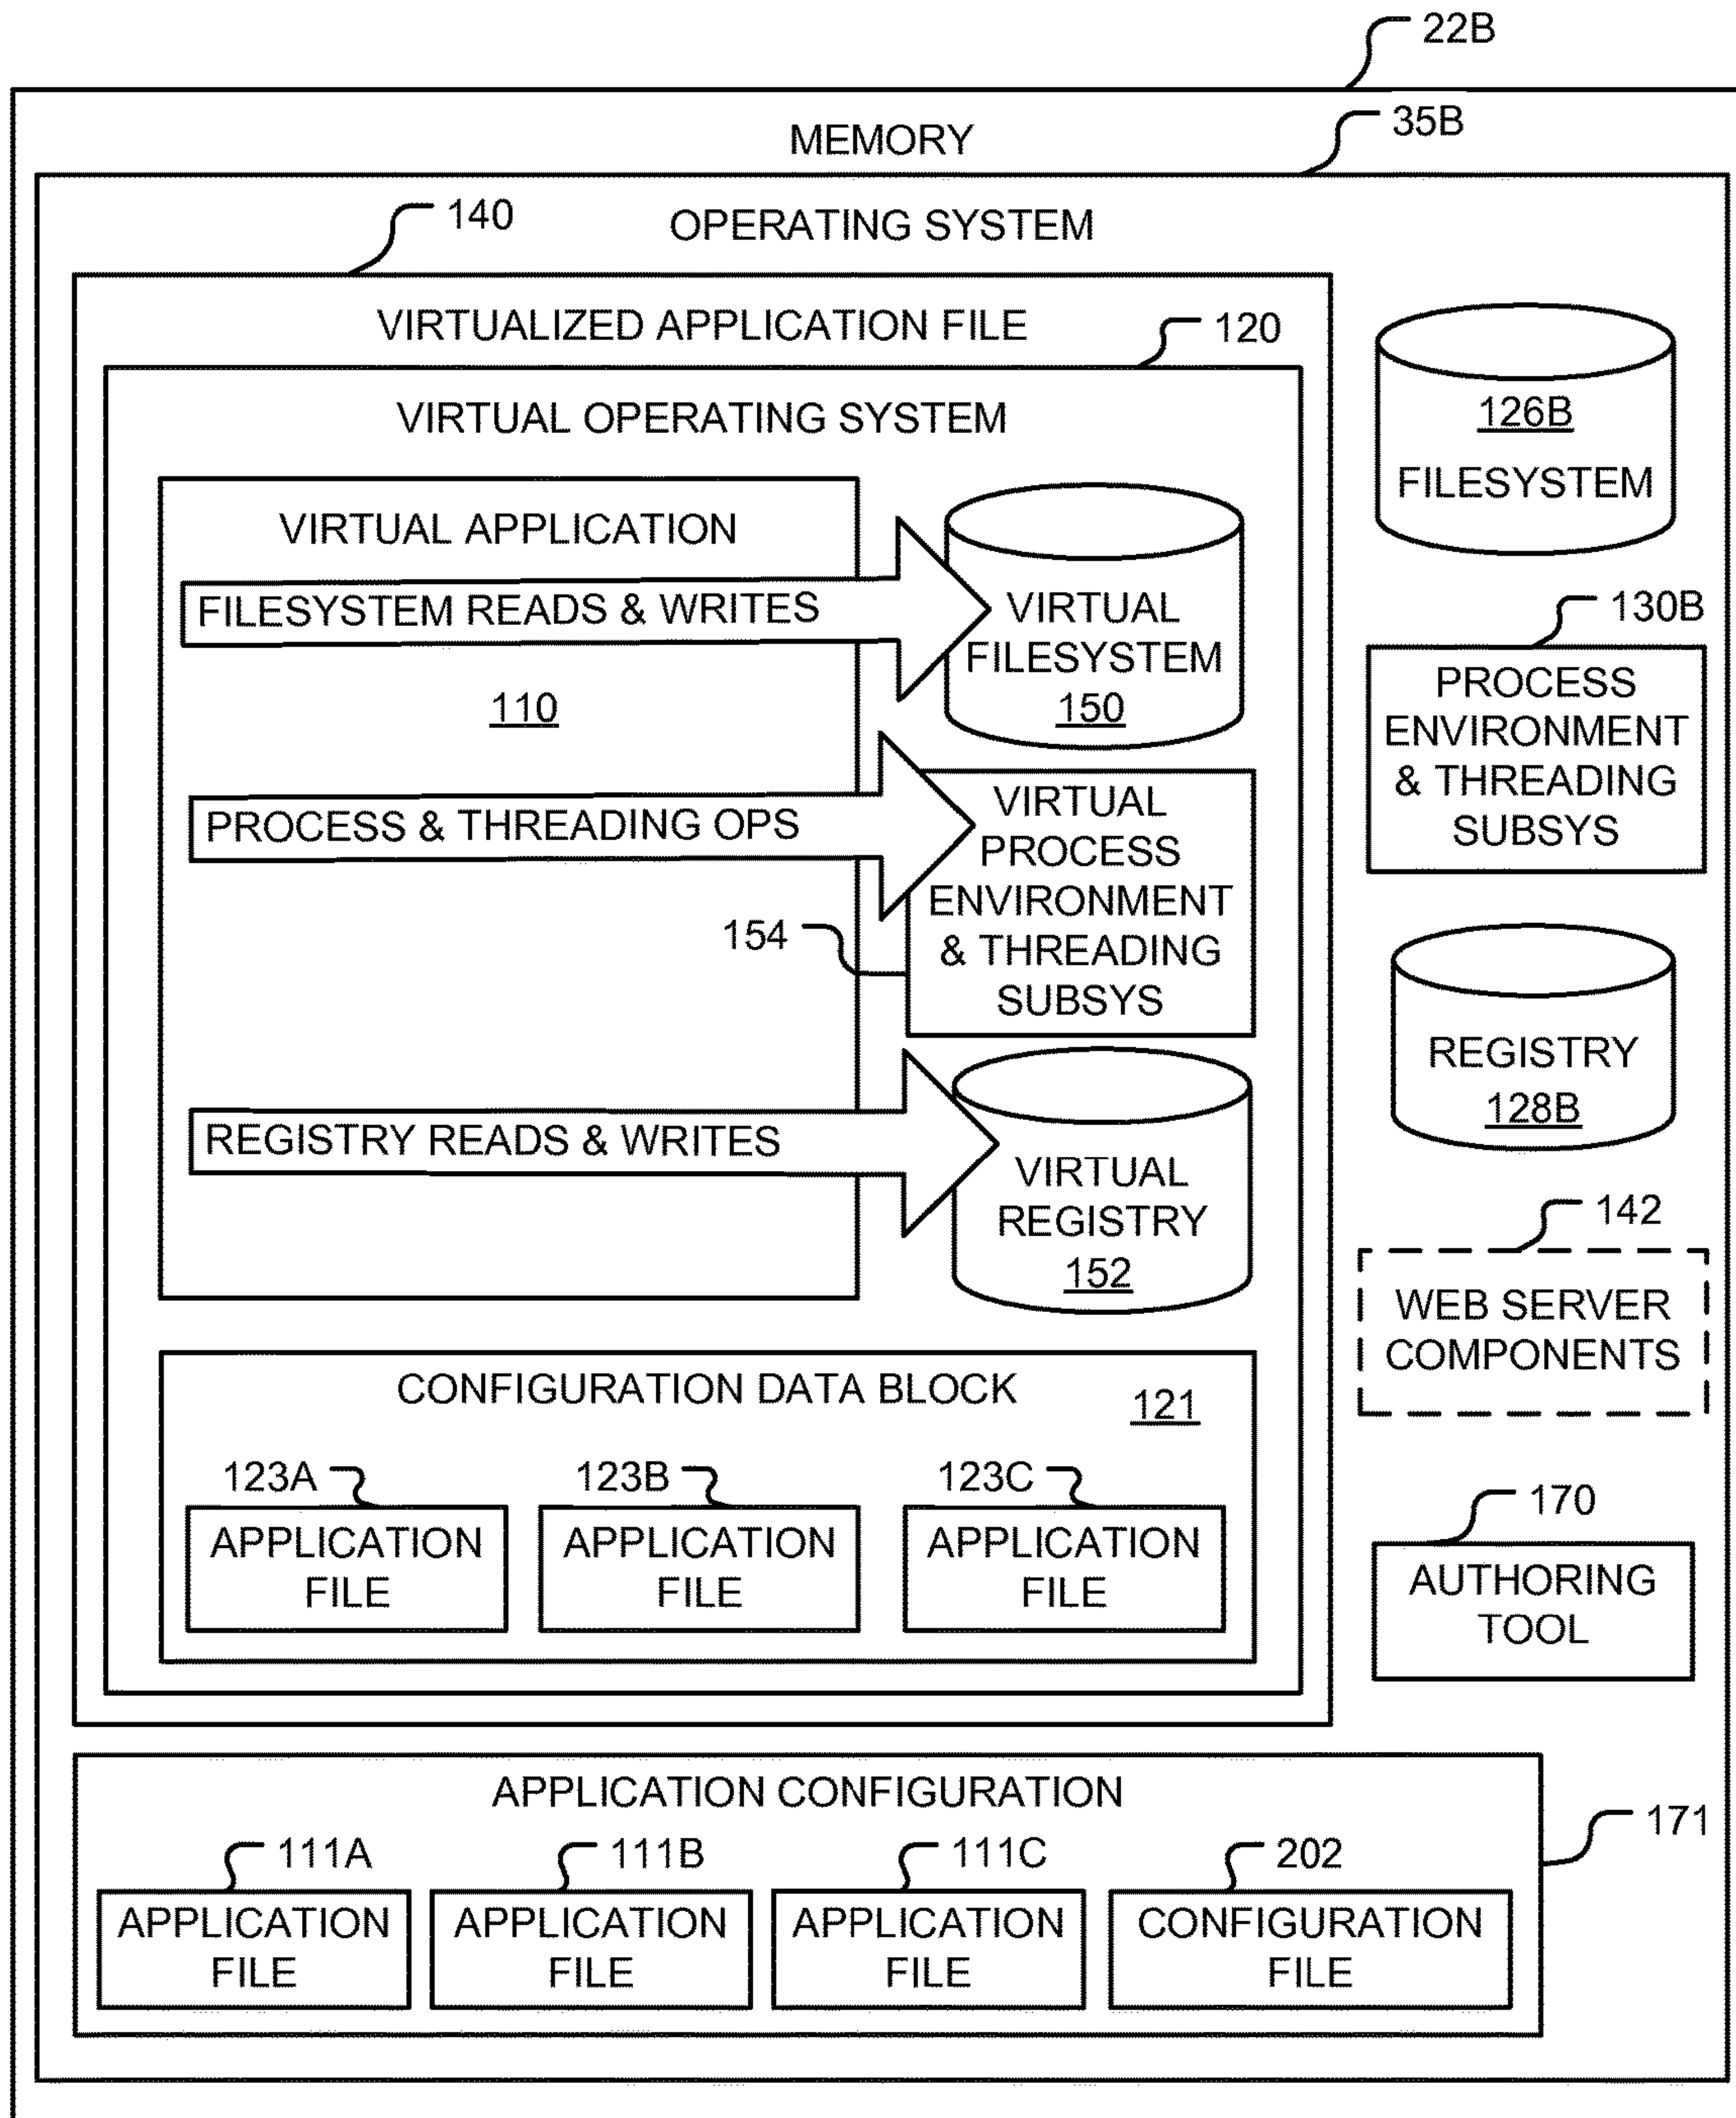 22B
MEMORY
35B
OPERATING SYSTEM
140
VIRTUALIZED APPLICATION FILE
120
VIRTUAL OPERATING SYSTEM
VIRTUAL APPLICATION
FILESYSTEM READS & WRITES
110
PROCESS & THREADING OPS
REGISTRY READS & WRITES
VIRTUAL
FILESYSTEM
150
VIRTUAL
PROCESS
ENVIRONMENT
& THREADING
SUBSYS
154
VIRTUAL
REGISTRY
152
CONFIGURATION DATA BLOCK
121
123A
APPLICATION
FILE
123B
APPLICATION
FILE
123C
APPLICATION
FILE
126B
FILESYSTEM
130B
PROCESS
ENVIRONMENT
& THREADING
SUBSYS
REGISTRY
128B
142
WEB SERVER
COMPONENTS
170
AUTHORING
TOOL
APPLICATION CONFIGURATION
171
111A
APPLICATION
FILE
111B
APPLICATION
FILE
111C
APPLICATION
FILE
202
CONFIGURATION
FILE